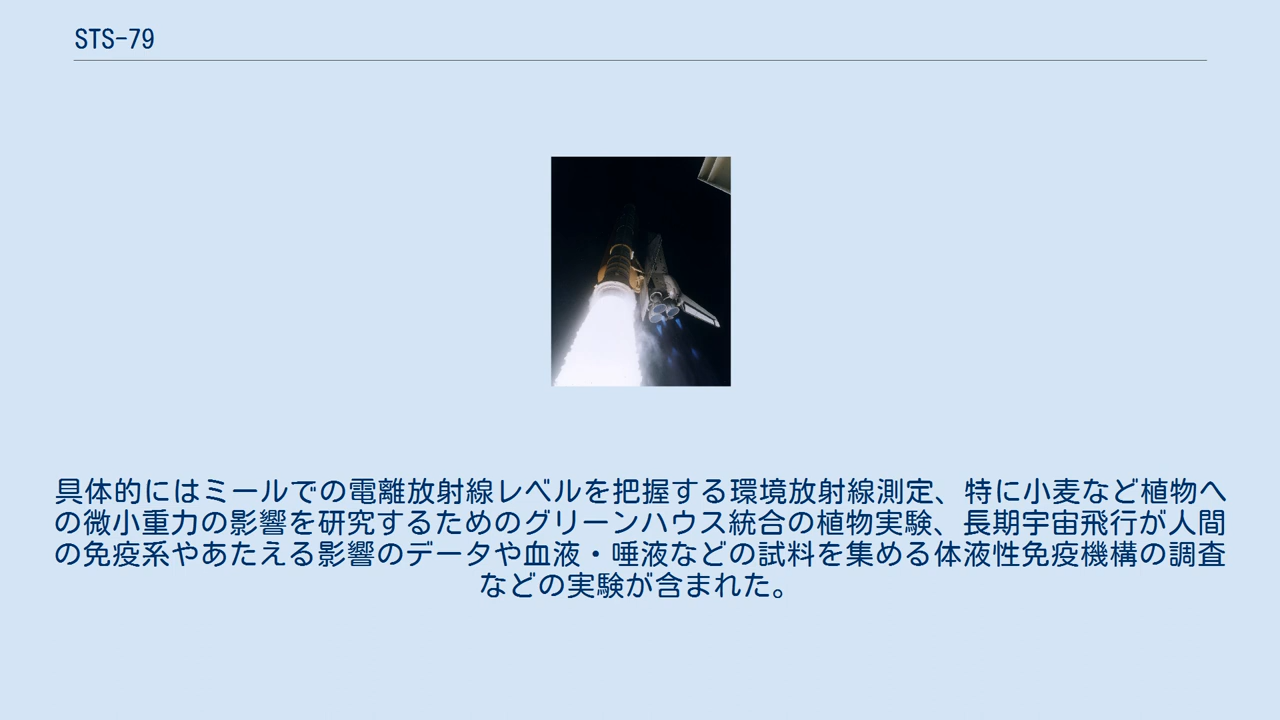 STS-79
具体的にはミールでの電離放射線レベルを把握する環境放射線測定、特に小麦など植物へ
の微小重力の影響を研究するためのグリーンハウス統合の植物実験、長期宇宙飛行が人間
の免疫系やあたえる影響のデータや血液・唾液などの試料を集める体液性免疫機構の調査
などの実験が含まれた。